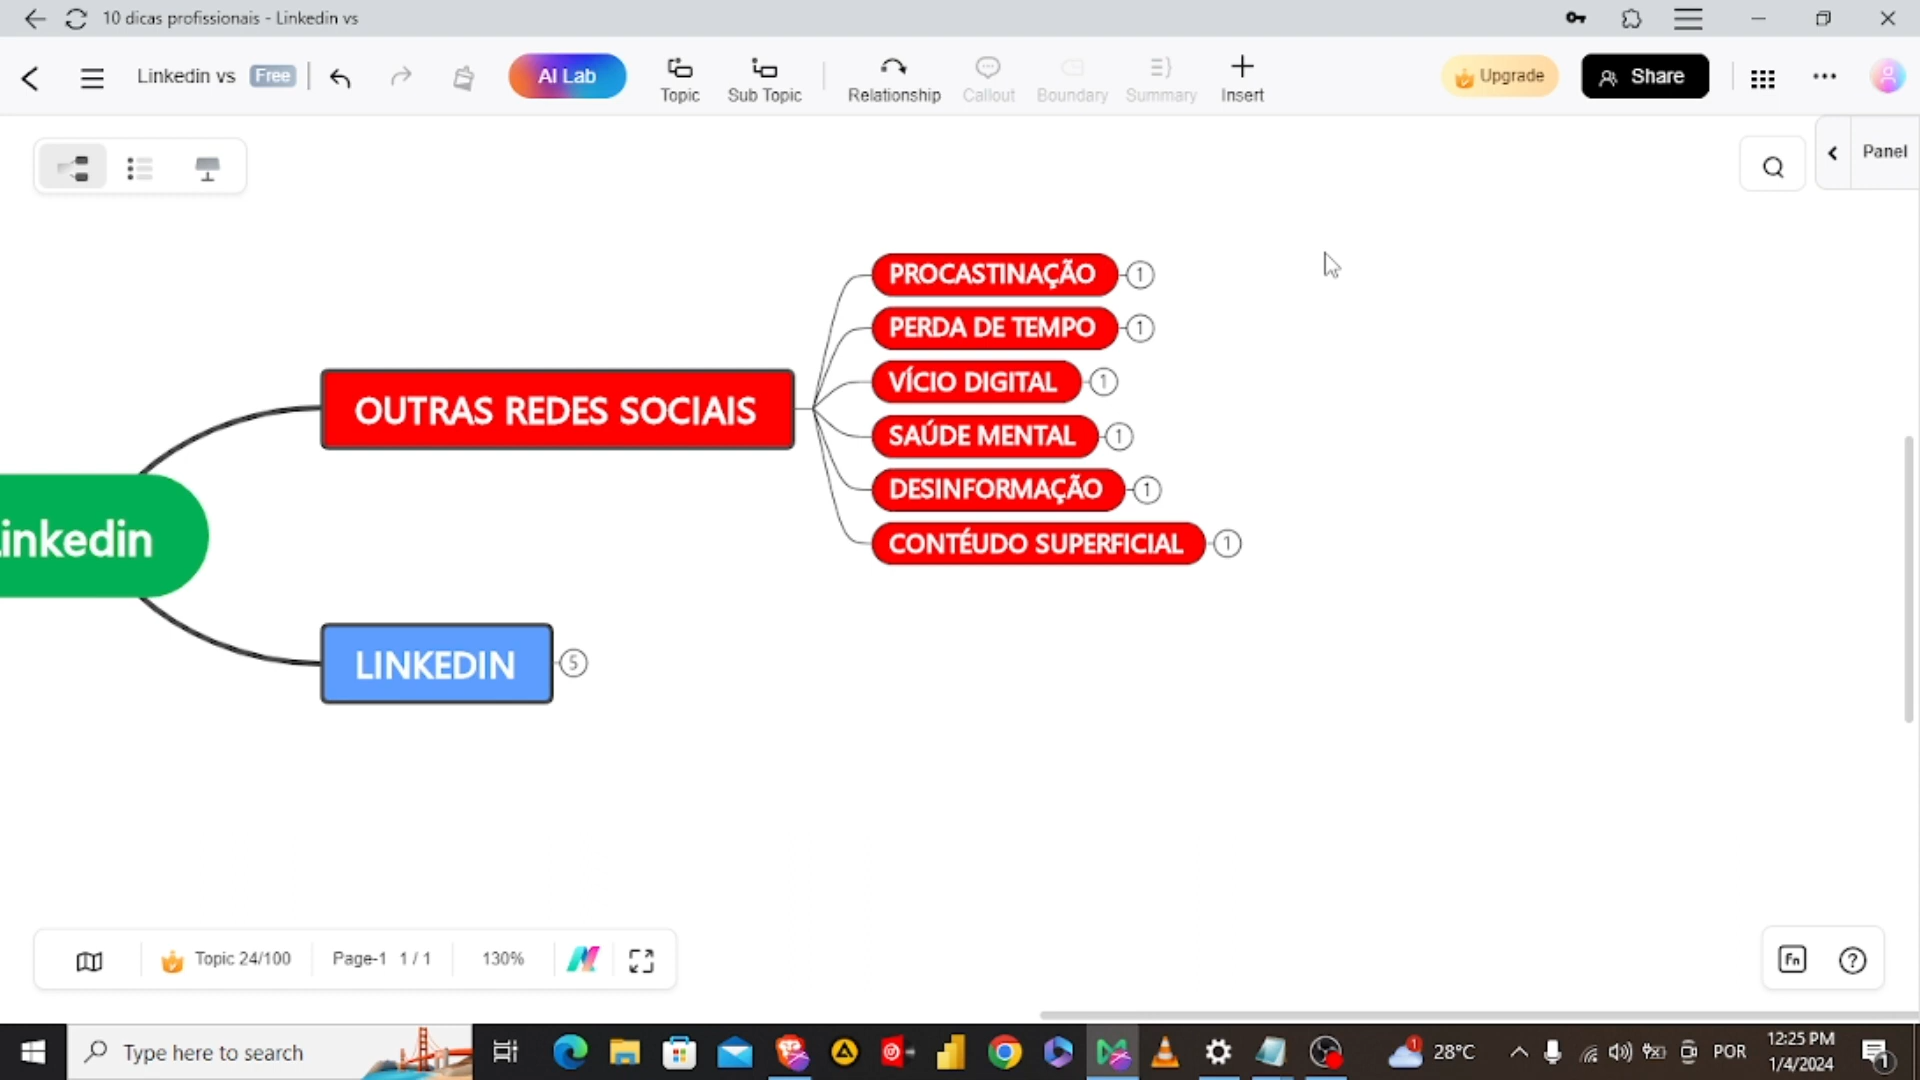 10 dicas profissionais - Linkedin vs
Linkedin vs Free
AI Lab
Topic
Sub Topic
Relationship
Callout
Boundary
Summary
Insert
Upgrade
Share
Panel
PROCASTINAÇÃO 1
PERDA DE TEMPO 1
VÍCIO DIGITAL 1
OUTRAS REDES SOCIAIS
SAÚDE MENTAL 1
DESINFORMAÇÃO 1
CONTÉUDO SUPERFICIAL 1
inkedin
LINKEDIN 5
Topic 24/100
Page-1 1 / 1
130%
Fn
?
Type here to search
1
28°C
POR
12:25 PM
1/4/2024
1